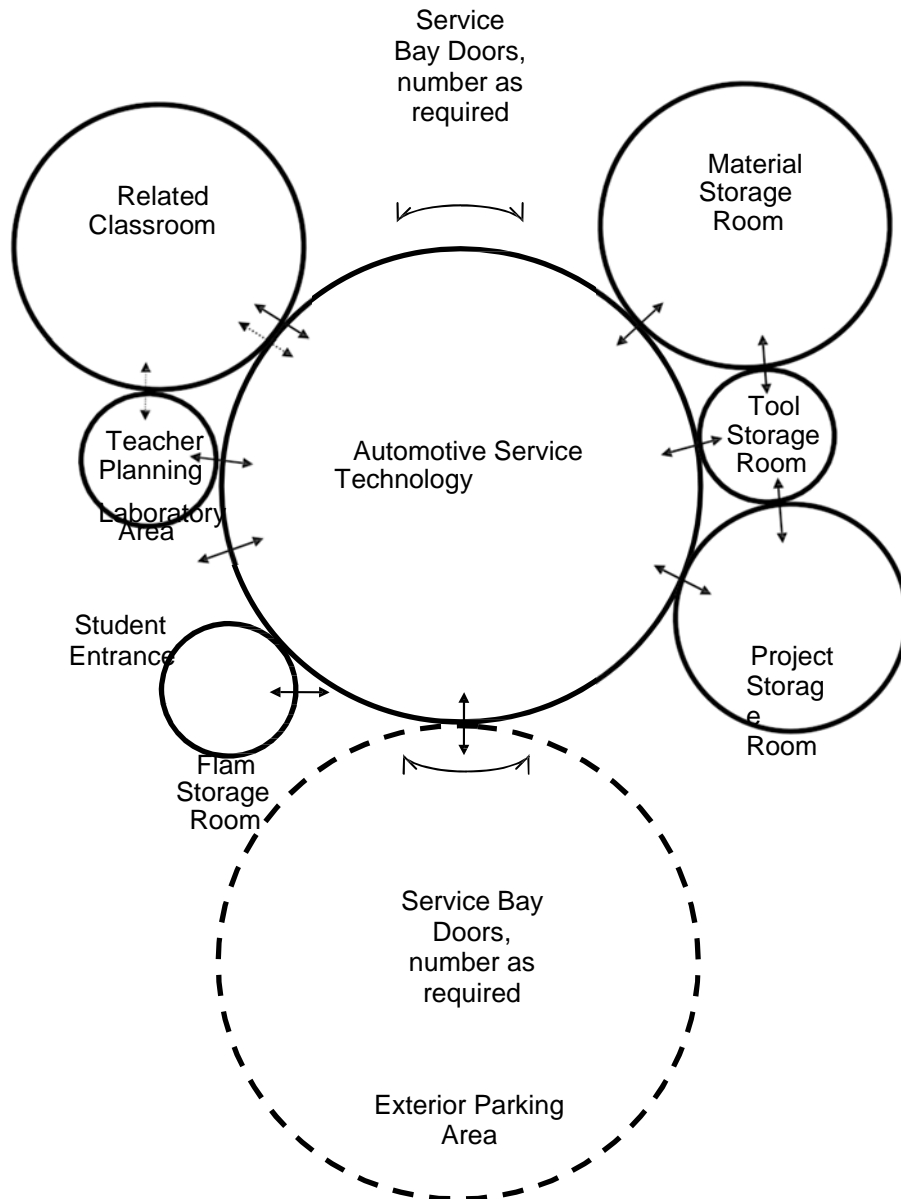 Service
Bay Doors,
number as
required
Related
Classroom
Material
Storage
Room
Teacher
Planning
Laboratory
Area
Automotive Service
Technology
Tool
Storage
Room
Student
Entrance
Project
Storag
e
Room
Flam
Storage
Room
Service Bay
Doors,
number as
required
Exterior Parking
Area